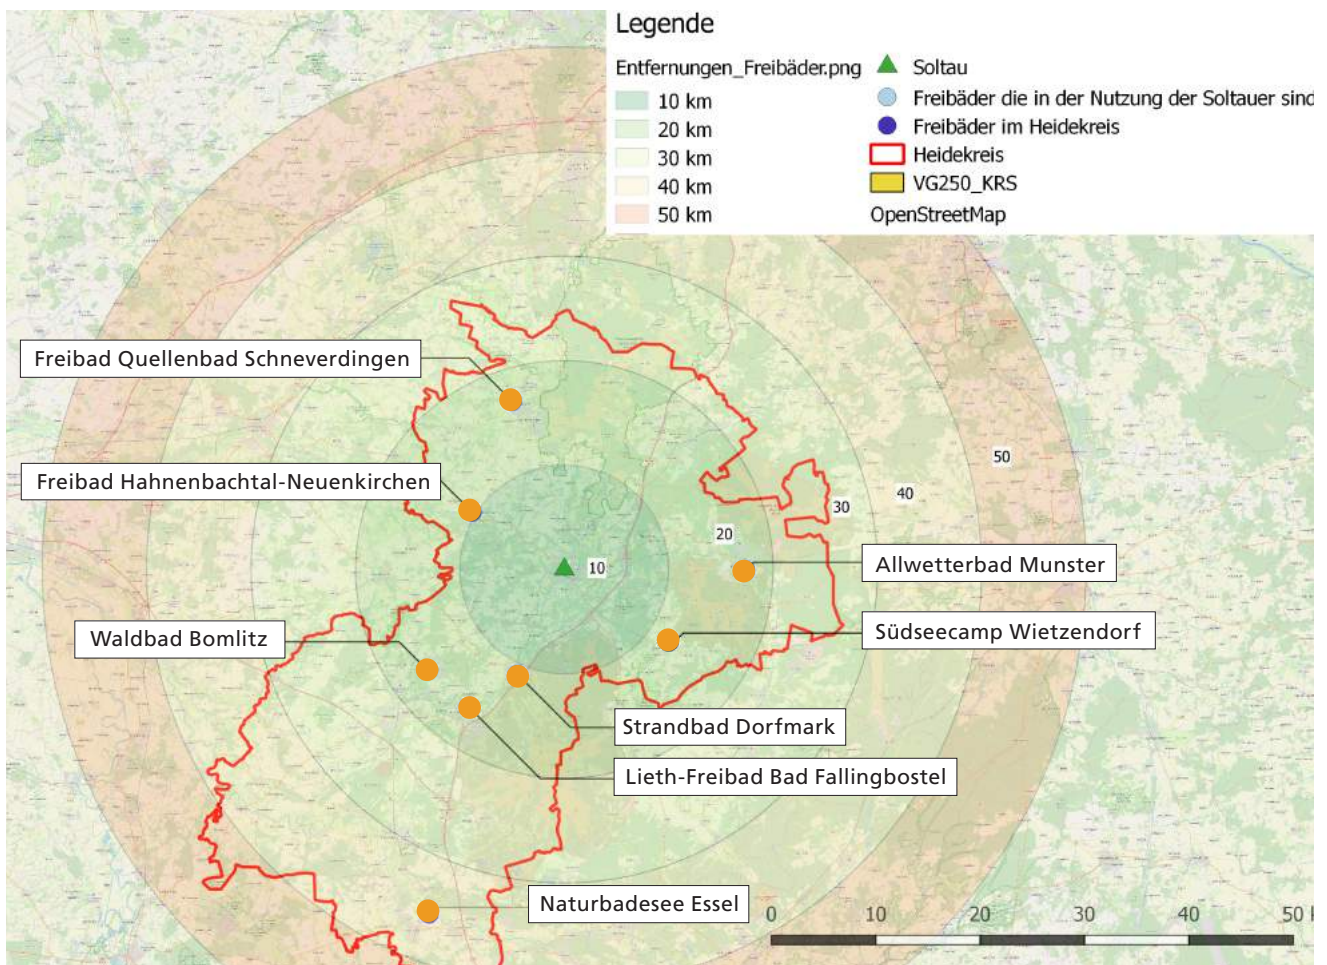 Legende
Entfernungen_Freibäder.png
10 km
20 km
30 km
40 km
50 km
Soltau
Freibäder die in der Nutzung der Soltauer sind
Freibäder im Heidekreis
Heidekreis
VG250_KRS
OpenStreetMap
Freibad Quellenbad Schneverdingen
50
Freibad Hahnenbachtal-Neuenkirchen
40
30
20
10
Allwetterbad Munster
Waldbad Bomlitz
Südseecamp Wietzendorf
Strandbad Dorfmark
Lieth-Freibad Bad Fallingbostel
Naturbadesee Essel
0 10 20 30 40 50 k